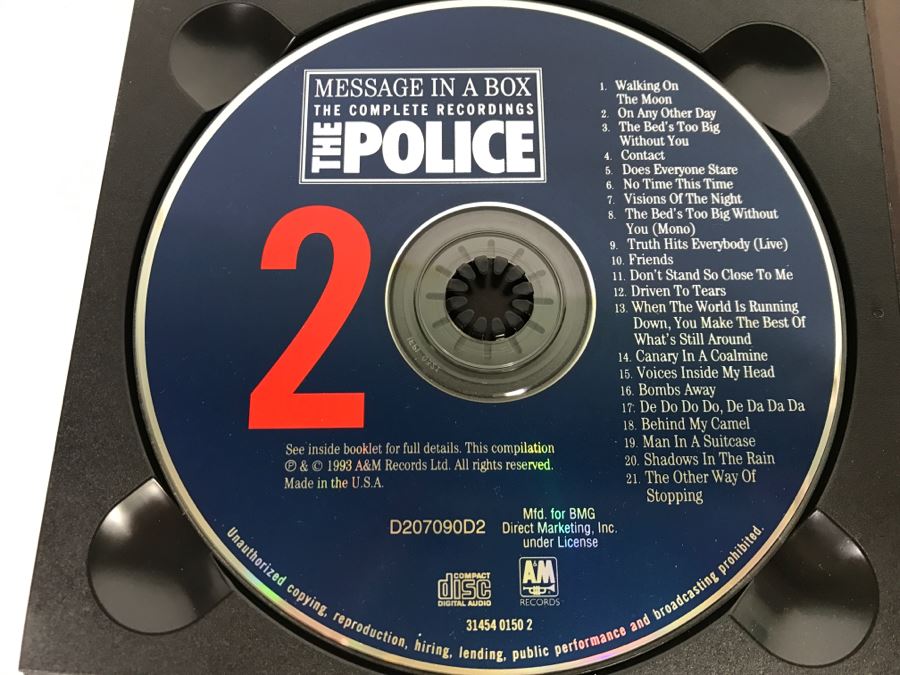 MESSAGE IN A BOX
THE COMPLETE RECORDINGS
THE POLICE
2
1. Walking On
The Moon
2. On Any Other Day
3. The Bed's Too Big
Without You
4. Contact
5. Does Everyone Stare
6. No Time This Time
7. Visions Of The Night
8. The Bed's Too Big Without
You (Mono)
9. Truth Hits Everybody (Live)
10. Friends
11. Don't Stand So Close To Me
12. Driven To Tears
13. When The World Is Running
Down, You Make The Best Of
What's Still Around
14. Canary In A Coalmine
15. Voices Inside My Head
16. Bombs Away
17. De Do Do Do, De Da Da Da
18. Behind My Camel
19. Man In A Suitcase
20. Shadows In The Rain
21. The Other Way Of
Stopping
See inside booklet for full details. This compilation
℗ & © 1993 A&M Records Ltd. All rights reserved.
Made in the U.S.A.
D207090D2
Mfd. for BMG
Direct Marketing, Inc.
under License
COMPACT
disc
DIGITAL AUDIO
A&M
RECORDS
31454 0150 2
Unauthorized copying, reproduction, hiring, lending, public performance and broadcasting prohibited.